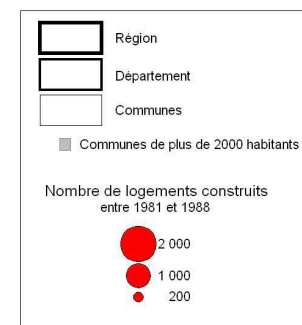 Région
Département
Communes
Communes de plus de 2000 habitants
Nombre de logements construits
entre 1981 et 1988
2 000
1 000
200